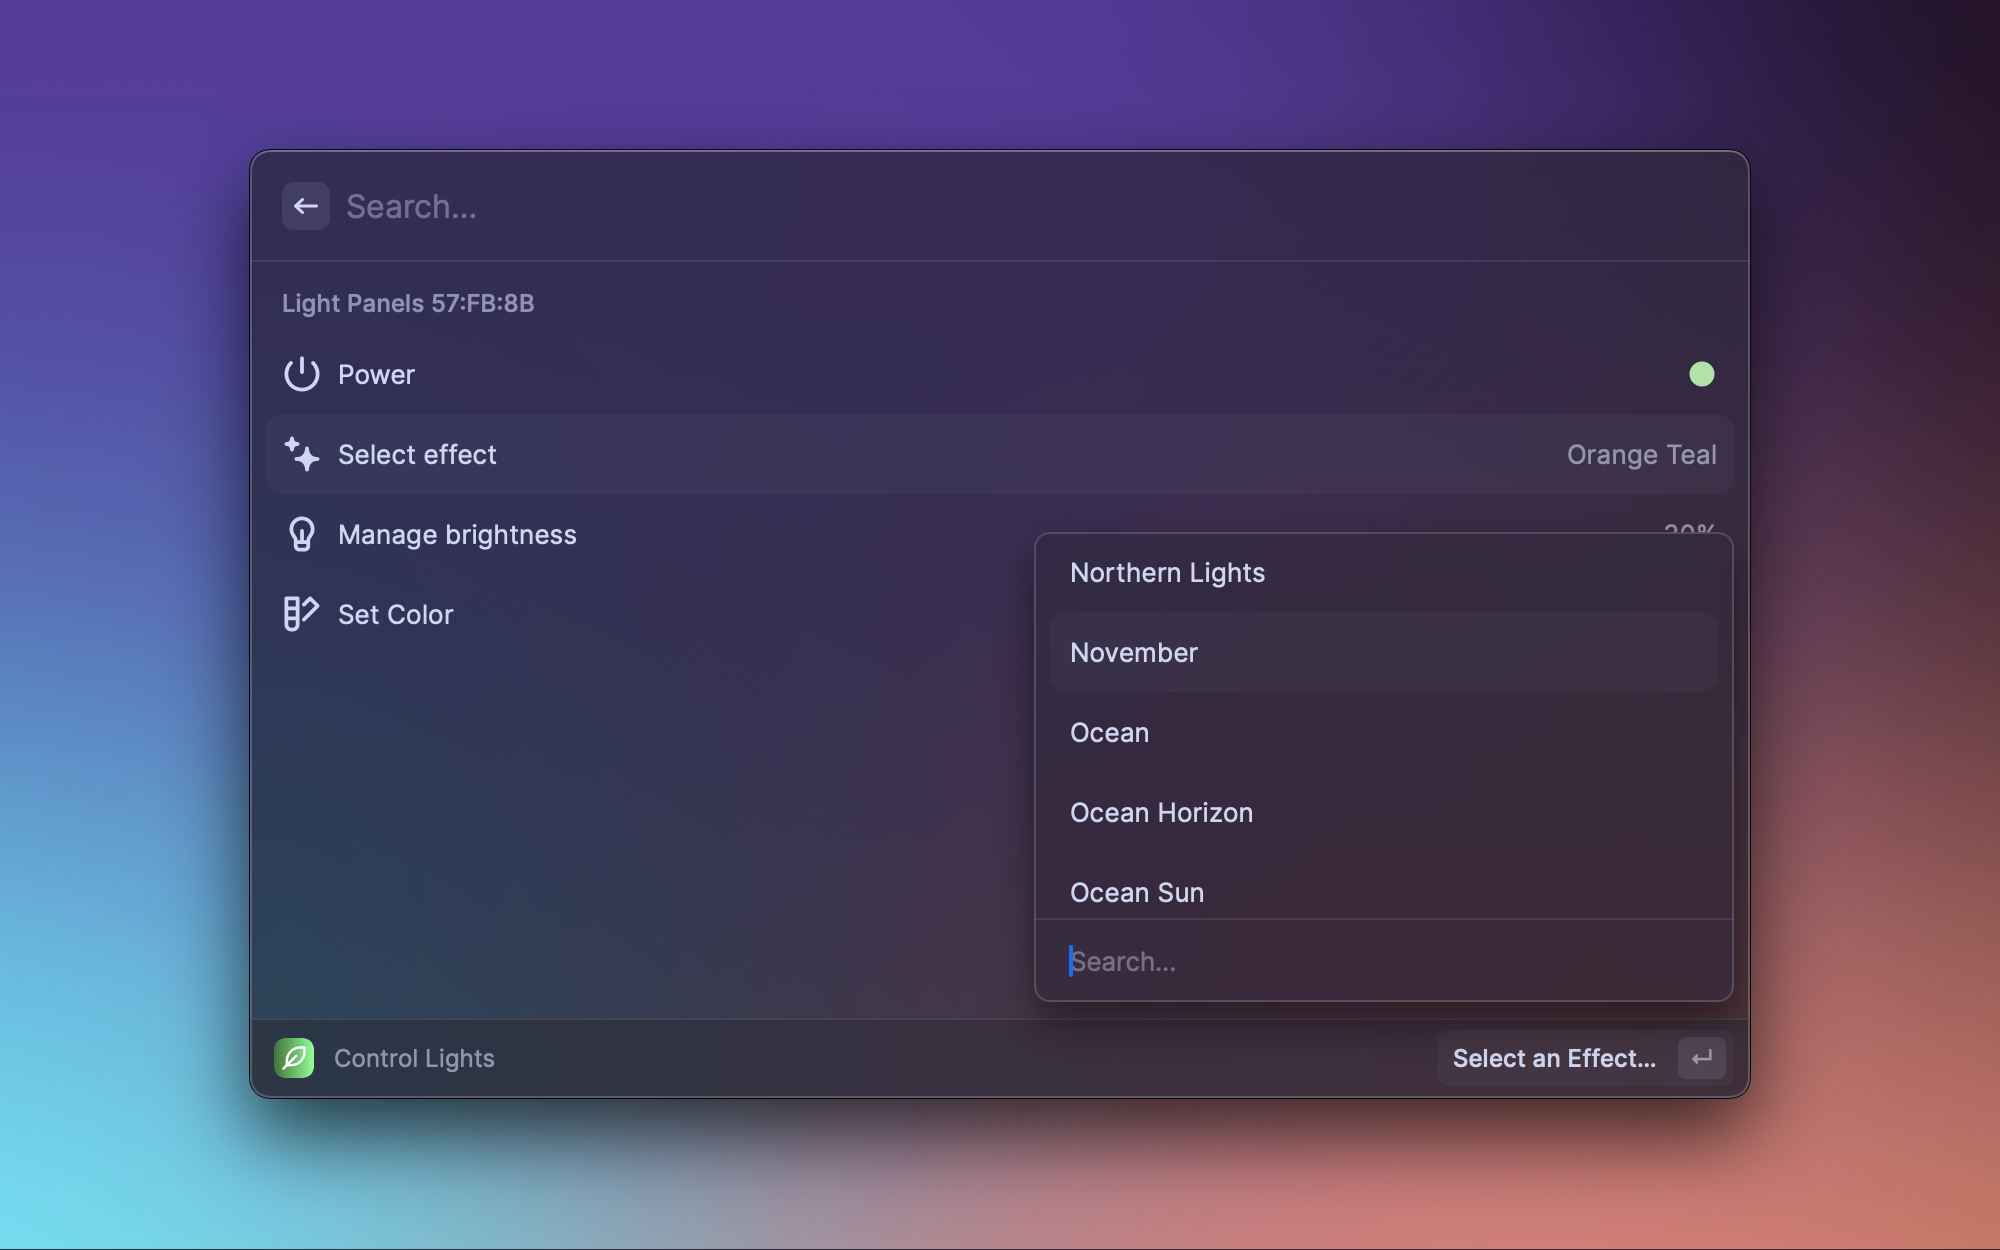 Search...
Light Panels 57:FB:8B
Power
Select effect
Orange Teal
Manage brightness
Set Color
Northern Lights
November
Ocean
Ocean Horizon
Ocean Sun
Search...
Control Lights
Select an Effect...